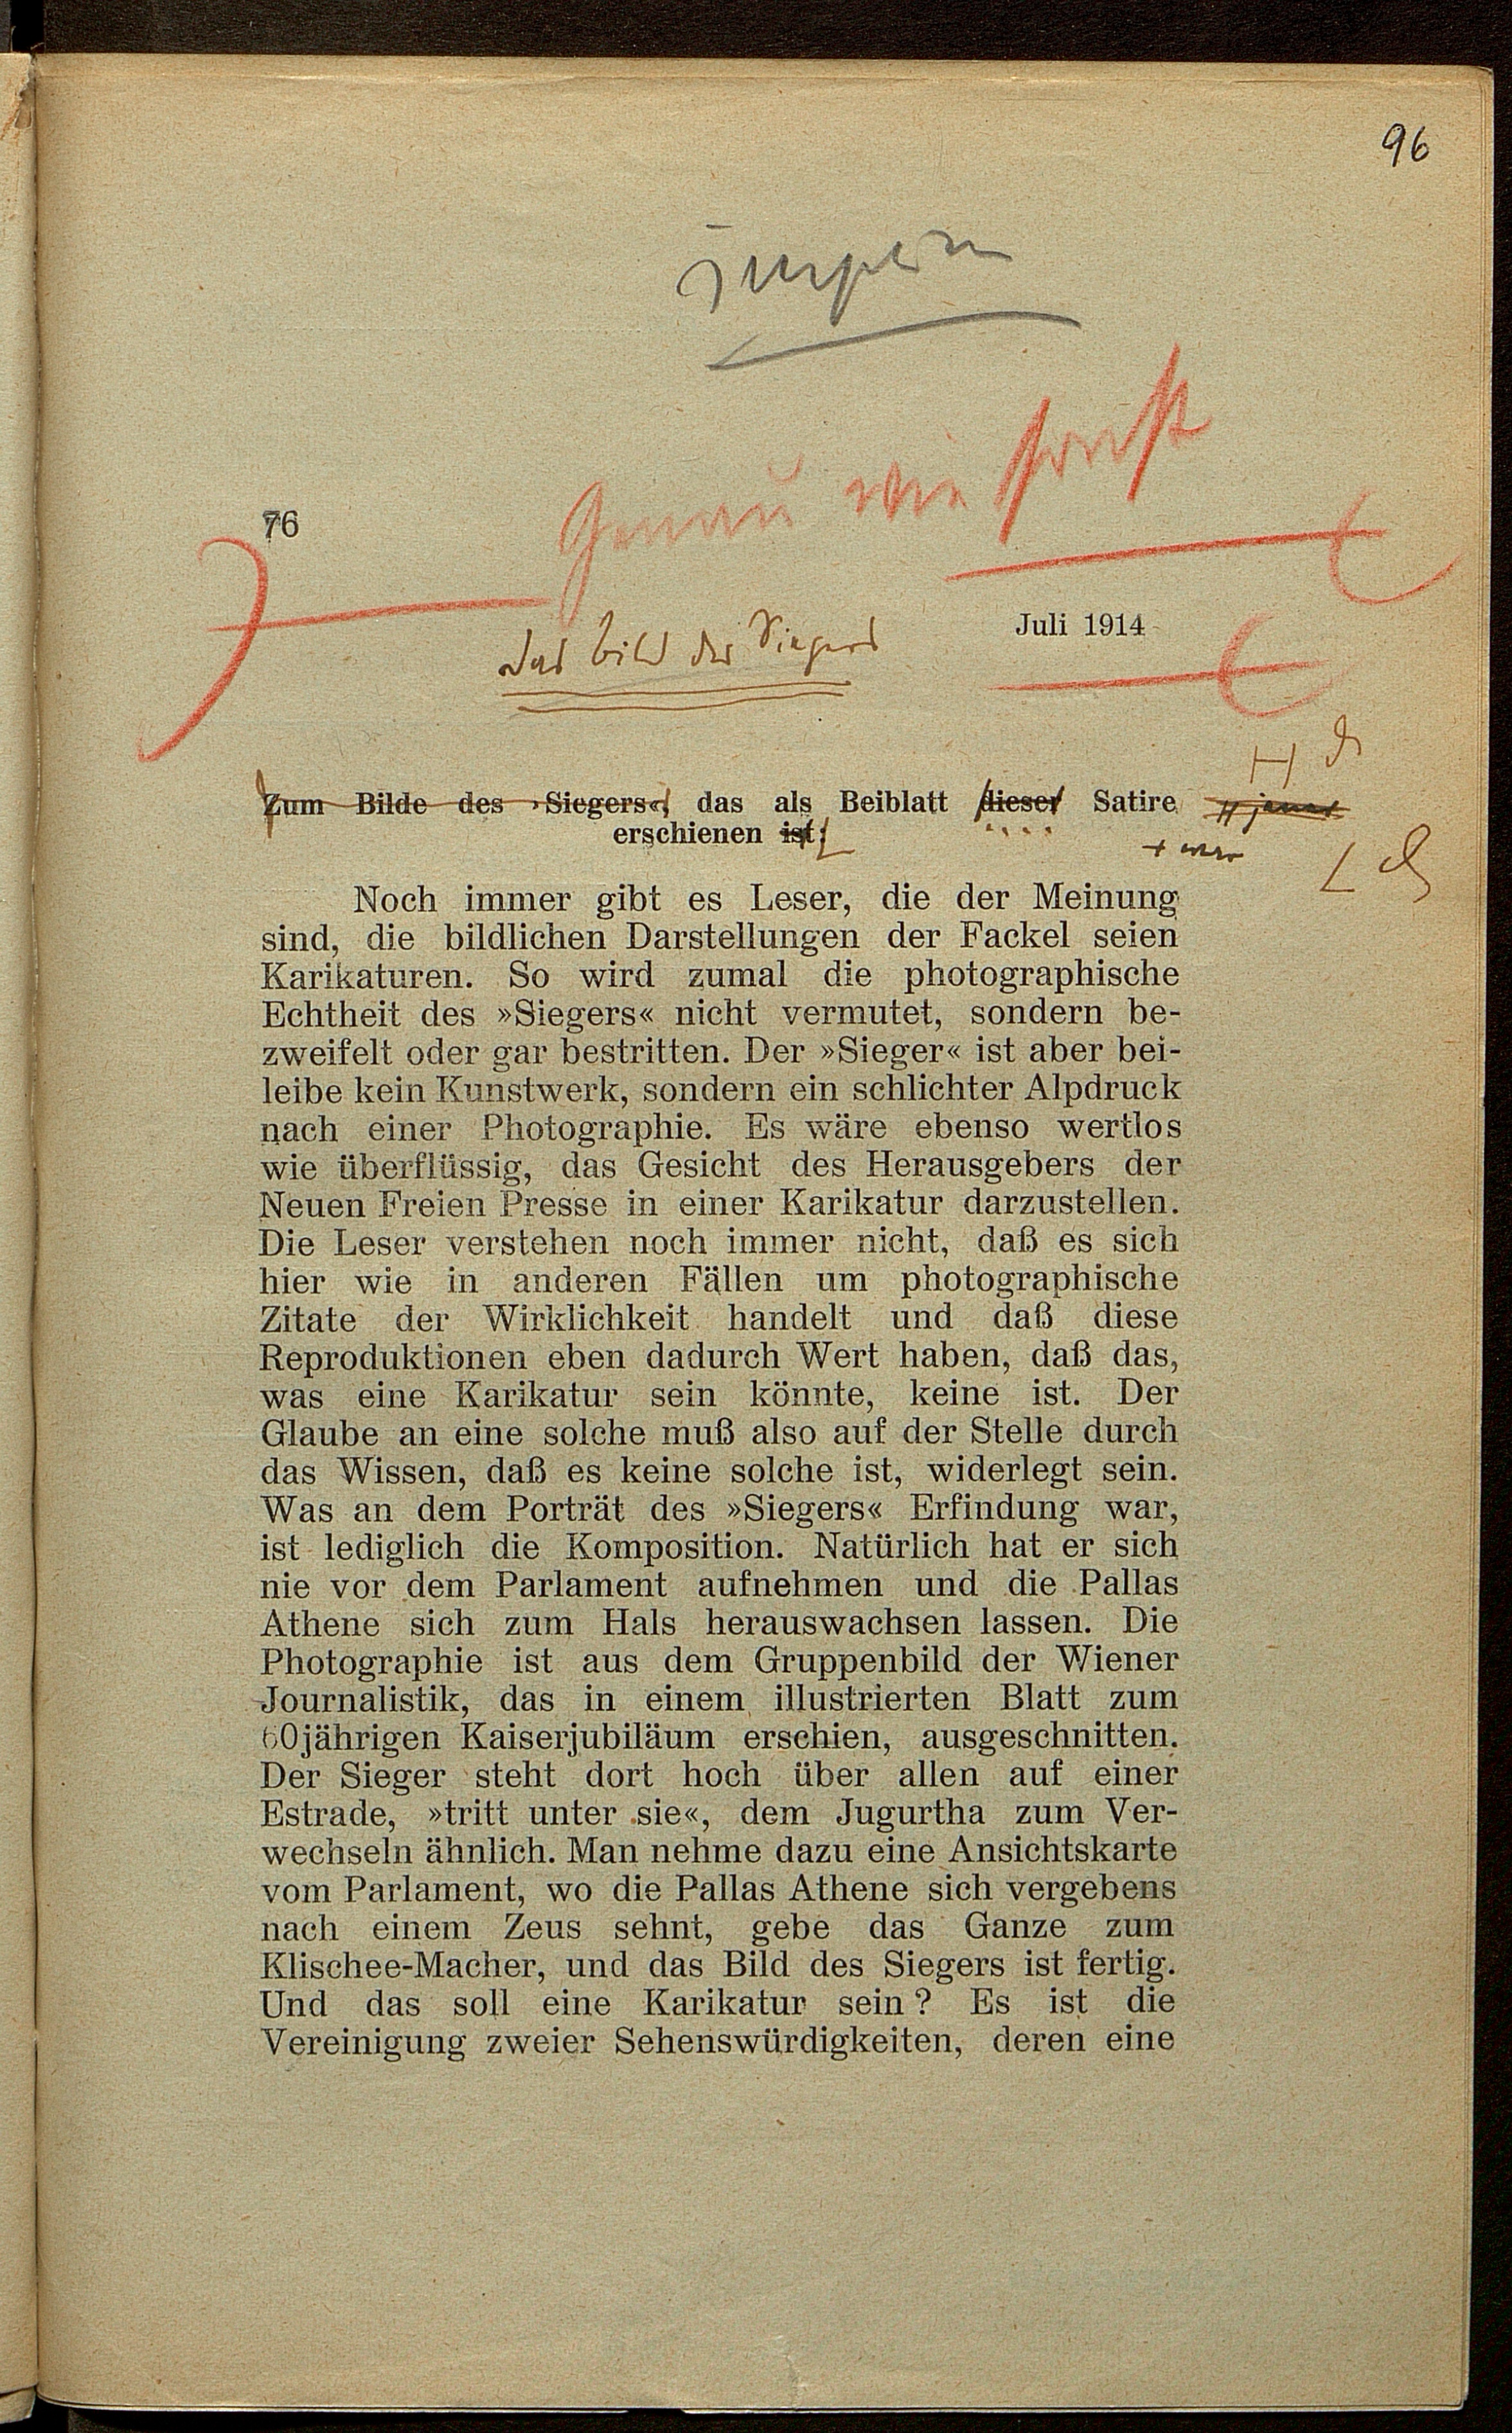 96
76
Genau wie sonst
Juli 1914
Das Bild des Siegers
Zum Bilde des »Siegers«, das als Beiblatt dieser Satire
erschienen ist:
+ war
Noch immer gibt es Leser, die der Meinung
sind, die bildlichen Darstellungen der Fackel seien
Karikaturen. So wird zumal die photographische
Echtheit des »Siegers« nicht vermutet, sondern be-
zweifelt oder gar bestritten. Der »Sieger« ist aber bei-
leibe kein Kunstwerk, sondern ein schlichter Alpdruck
nach einer Photographie. Es wäre ebenso wertlos
wie überflüssig, das Gesicht des Herausgebers der
Neuen Freien Presse in einer Karikatur darzustellen.
Die Leser verstehen noch immer nicht, daß es sich
hier wie in anderen Fällen um photographische
Zitate der Wirklichkeit handelt und daß diese
Reproduktionen eben dadurch Wert haben, daß das,
was eine Karikatur sein könnte, keine ist. Der
Glaube an eine solche muß also auf der Stelle durch
das Wissen, daß es keine solche ist, widerlegt sein.
Was an dem Porträt des »Siegers« Erfindung war,
ist lediglich die Komposition. Natürlich hat er sich
nie vor dem Parlament aufnehmen und die Pallas
Athene sich zum Hals herauswachsen lassen. Die
Photographie ist aus dem Gruppenbild der Wiener
Journalistik, das in einem illustrierten Blatt zum
60jährigen Kaiserjubiläum erschien, ausgeschnitten.
Der Sieger steht dort hoch über allen auf einer
Estrade, »tritt unter sie«, dem Jugurtha zum Ver-
wechseln ähnlich. Man nehme dazu eine Ansichtskarte
vom Parlament, wo die Pallas Athene sich vergebens
nach einem Zeus sehnt, gebe das Ganze zum
Klischee-Macher, und das Bild des Siegers ist fertig.
Und das soll eine Karikatur sein? Es ist die
Vereinigung zweier Sehenswürdigkeiten, deren eine